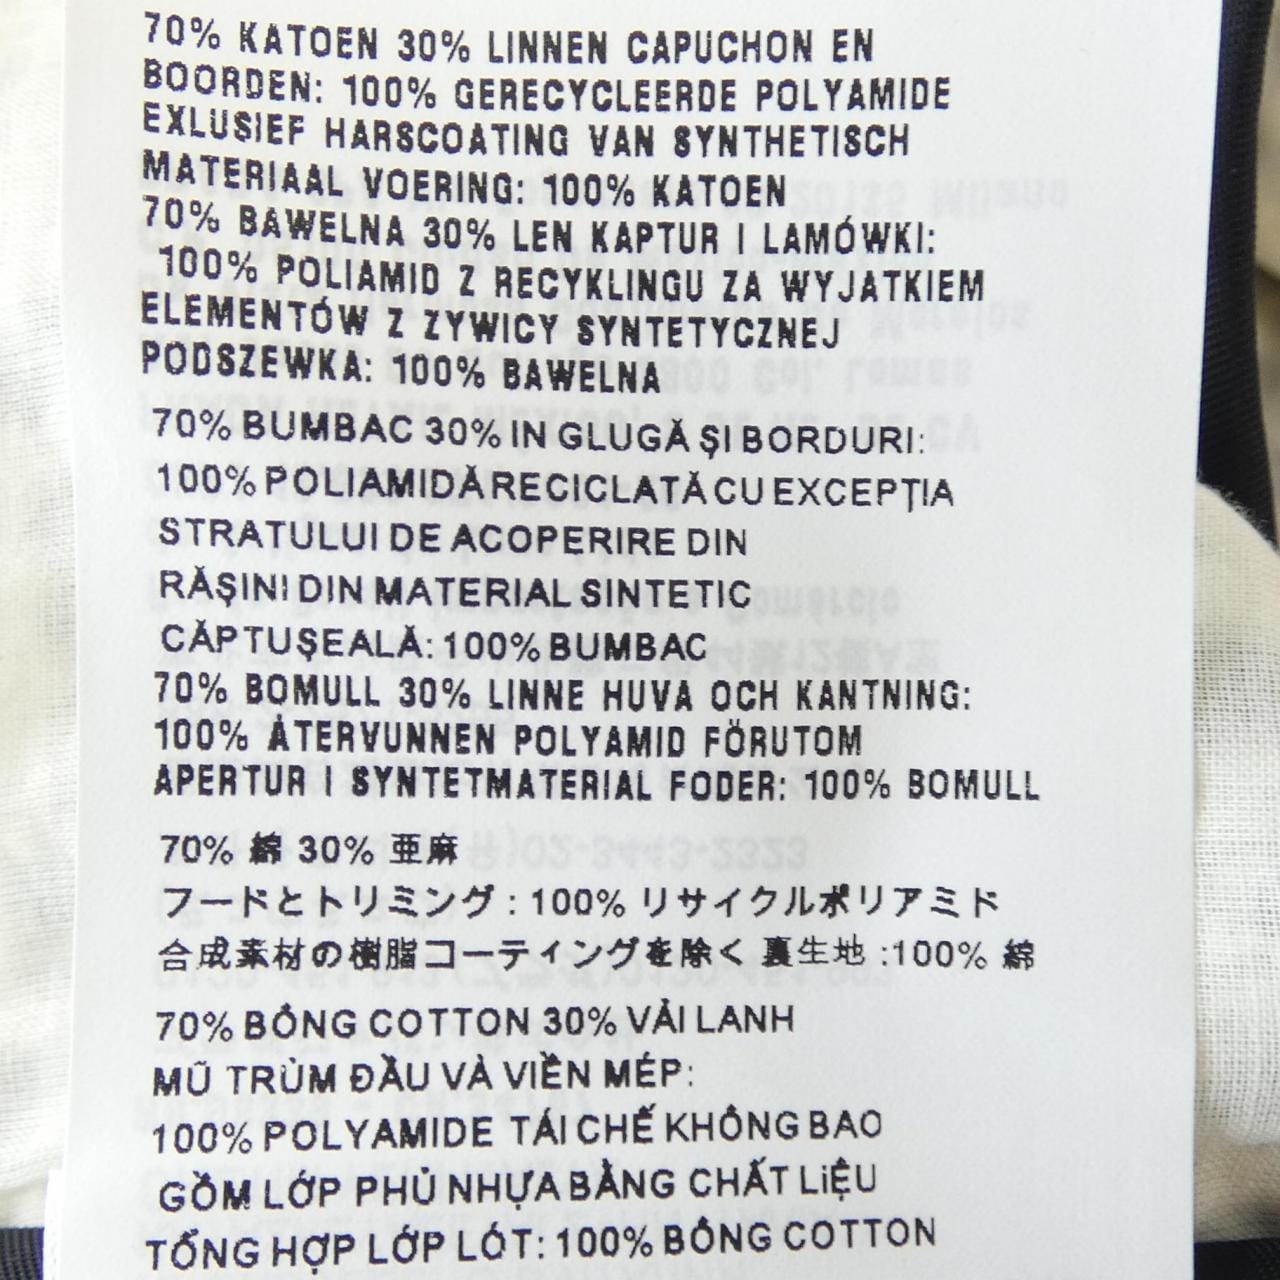 70% KATOEN 30% LINNEN CAPUCHON EN
BOORDEN: 100% GERECYCLEERDE POLYAMIDE
EXLUSIEF HARSCOATING VAN SYNTHETISCH
MATERIAAL VOERING: 100% KATOEN
70% BAWELNA 30% LEN KAPTUR I LAMÓWKI:
100% POLIAMID Z RECYKLINGU ZA WYJATKIEM
ELEMENTÓW Z ZYWICY SYNTETYCZNEJ
PODSZEWKA: 100% BAWELNA
70% BUMBAC 30% IN GLUGĂ ȘI BORDURI:
100% POLIAMIDĂ RECICLATĂ CU EXCEPȚIA
STRATULUI DE ACOPERIRE DIN
RĂȘINI DIN MATERIAL SINTETIC
CĂPTUȘEALĂ: 100% BUMBAC
70% BOMULL 30% LINNE HUVA OCH KANTNING:
100% ÅTERVUNNEN POLYAMID FÖRUTOM
APERTUR I SYNTETMATERIAL FODER: 100% BOMULL
70% 綿 30% 亜麻
フードとトリミング : 100% リサイクルポリアミド
合成素材の樹脂コーティングを除く 裏生地 :100% 綿
70% BÔNG COTTON 30% VẢI LANH
MŨ TRÙM ĐẦU VÀ VIỀN MÉP:
100% POLYAMIDE TÁI CHẾ KHÔNG BAO
GỒM LỚP PHỦ NHỰA BẰNG CHẤT LiỆU
TỔNG HỢP LỚP LÓT: 100% BÔNG COTTON